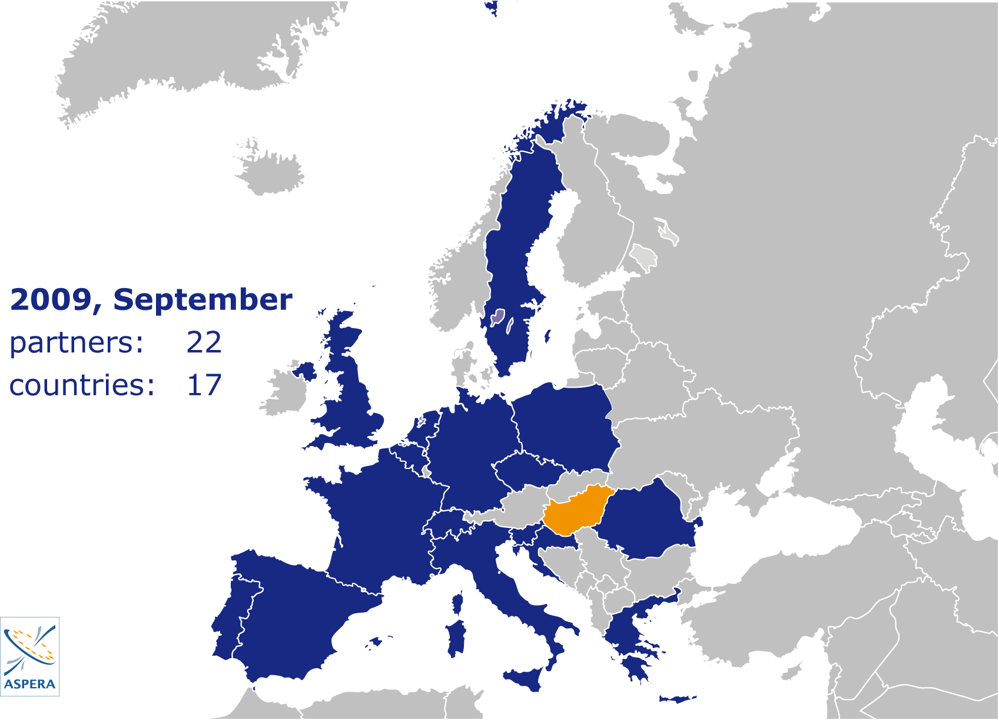 2009, September
partners: 22
countries: 17
ASPERA